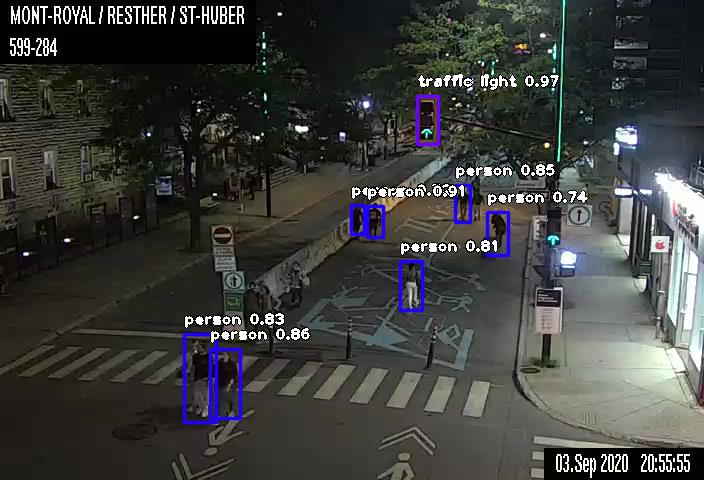 MONT-ROYAL / RESTHER / ST-HUBER
599-284
traffic light 0.97
person 0.85
person 0.91
person 0.74
person 0.81
person 0.83
person 0.86
03.Sep 2020 20:55:55